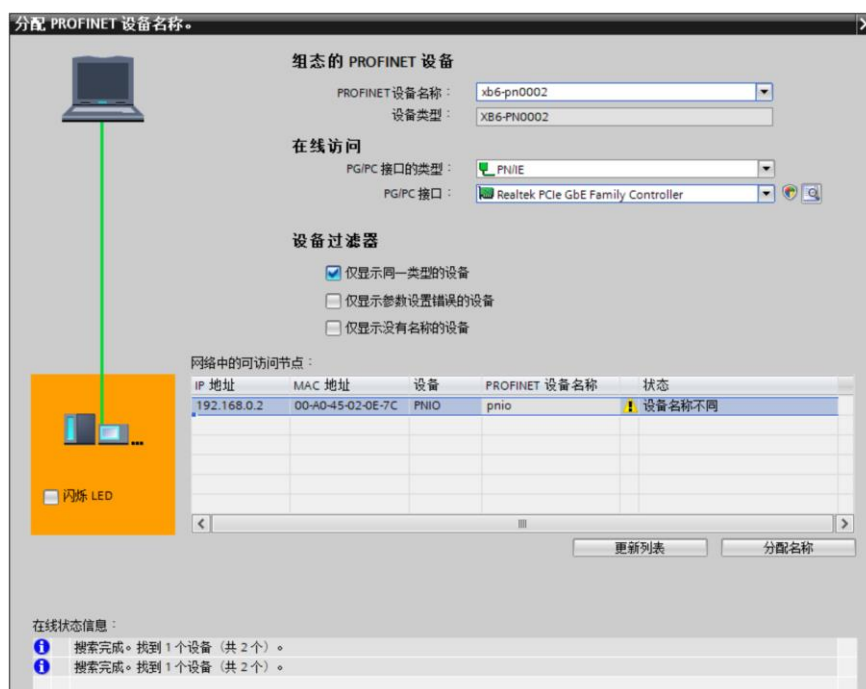 分配 PROFINET 设备名称。
组态的 PROFINET 设备
PROFINET设备名称： xb6-pn0002
设备类型： XB6-PN0002
在线访问
PG/PC 接口的类型： PN/IE
PG/PC 接口： Realtek PCIe GbE Family Controller
设备过滤器
仅显示同一类型的设备
仅显示参数设置错误的设备
仅显示没有名称的设备
网络中的可访问节点：
IP 地址 MAC 地址 设备 PROFINET 设备名称 状态
192.168.0.2 00-A0-45-02-0E-7C PNIO pnio 设备名称不同
闪烁 LED
更新列表 分配名称
在线状态信息：
搜索完成。找到 1 个设备（共 2 个）。
搜索完成。找到 1 个设备（共 2 个）。